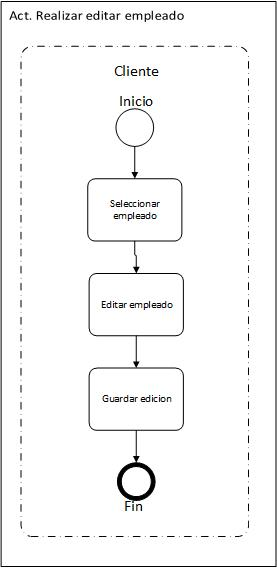 Act. Realizar editar empleado
Cliente
Inicio
Seleccionar
empleado
Editar empleado
Guardar edicion
Fin